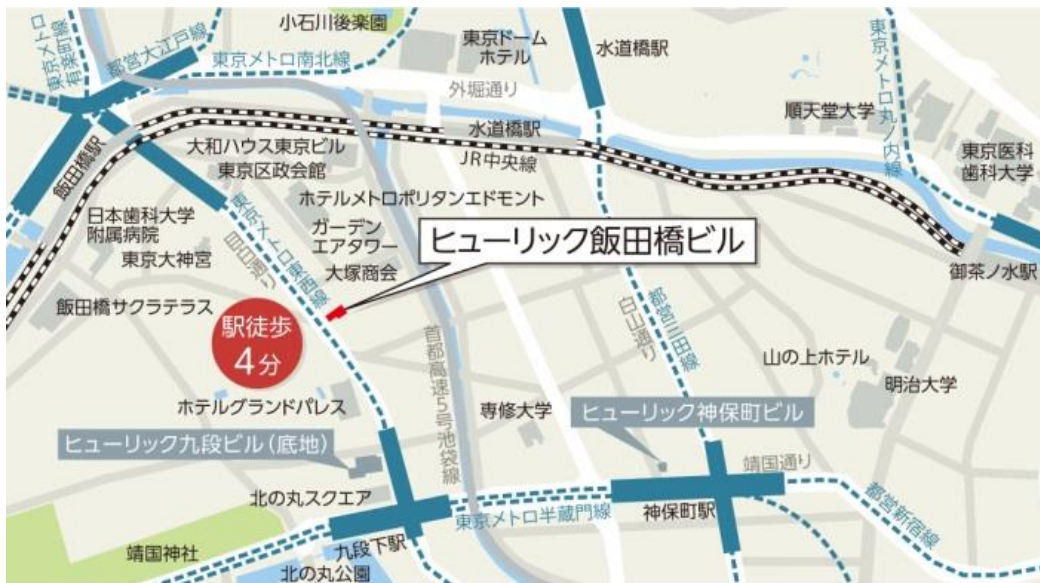 小石川後楽園
東京メトロ
有楽町線
都営大江戸線
東京メトロ南北線
東京ドーム
ホテル
水道橋駅
外堀通り
東京メトロ丸ノ内線
順天堂大学
東京医科
歯科大学
飯田橋駅
大和ハウス東京ビル
東京区政会館
水道橋駅
JR中央線
ホテルメトロポリタンエドモント
日本歯科大学
附属病院
東京大神宮
目白通り
東京メトロ東西線
ガーデン
エアタワー
大塚商会
ヒューリック飯田橋ビル
御茶ノ水駅
飯田橋サクラテラス
駅徒歩
4分
首都高速5号池袋線
白山通り
都営三田線
山の上ホテル
明治大学
ホテルグランドパレス
専修大学
ヒューリック神保町ビル
ヒューリック九段ビル(底地)
靖国通り
北の丸スクエア
東京メトロ半蔵門線
神保町駅
都営新宿線
靖国神社
九段下駅
北の丸公園